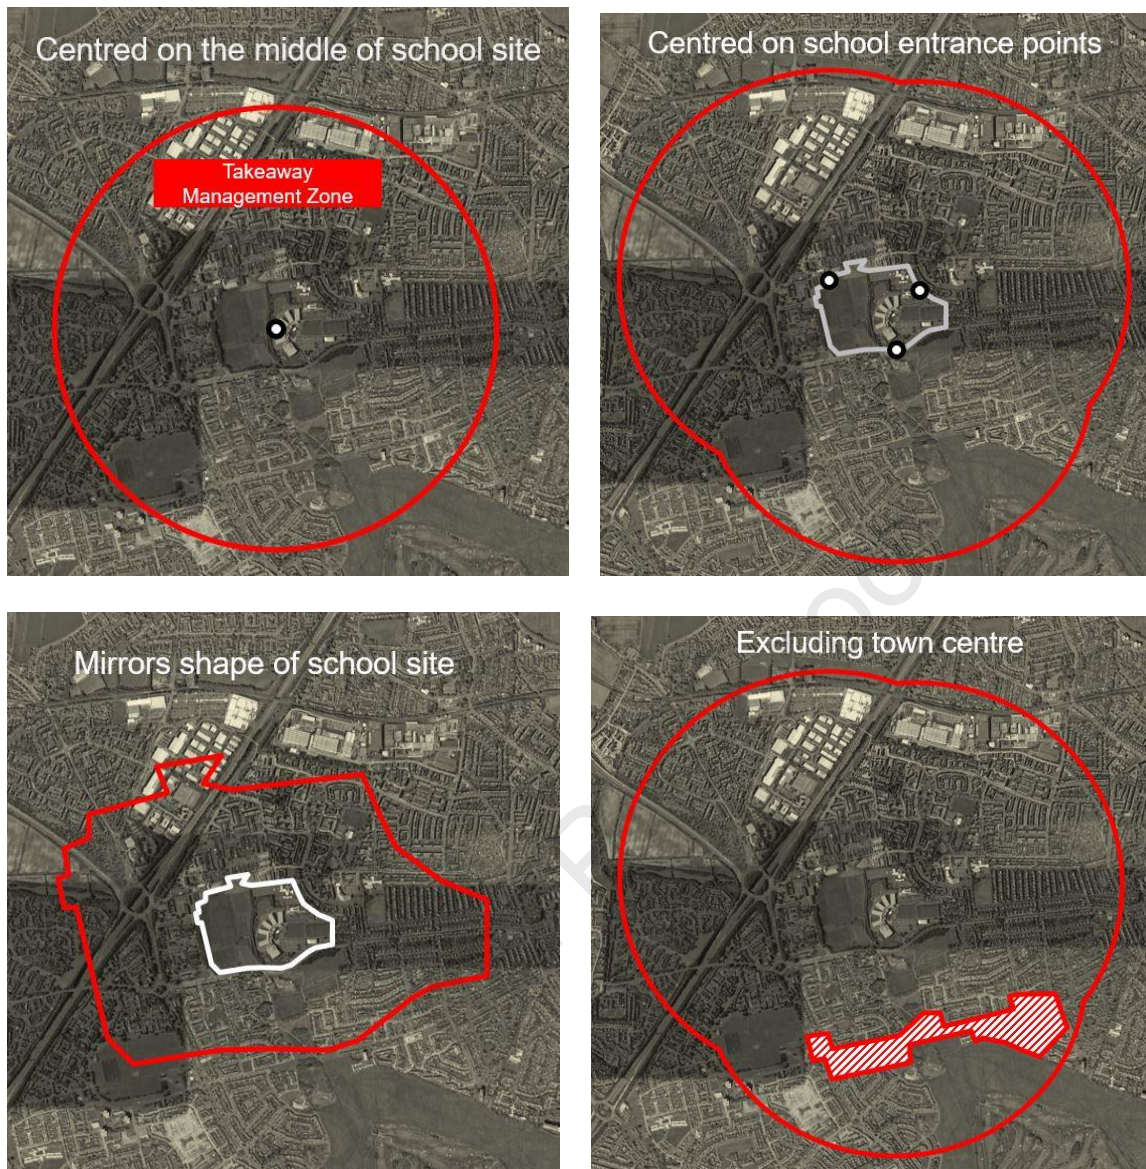 Centred on the middle of school site
Takeaway
Management Zone
Centred on school entrance points
Mirrors shape of school site
Excluding town centre